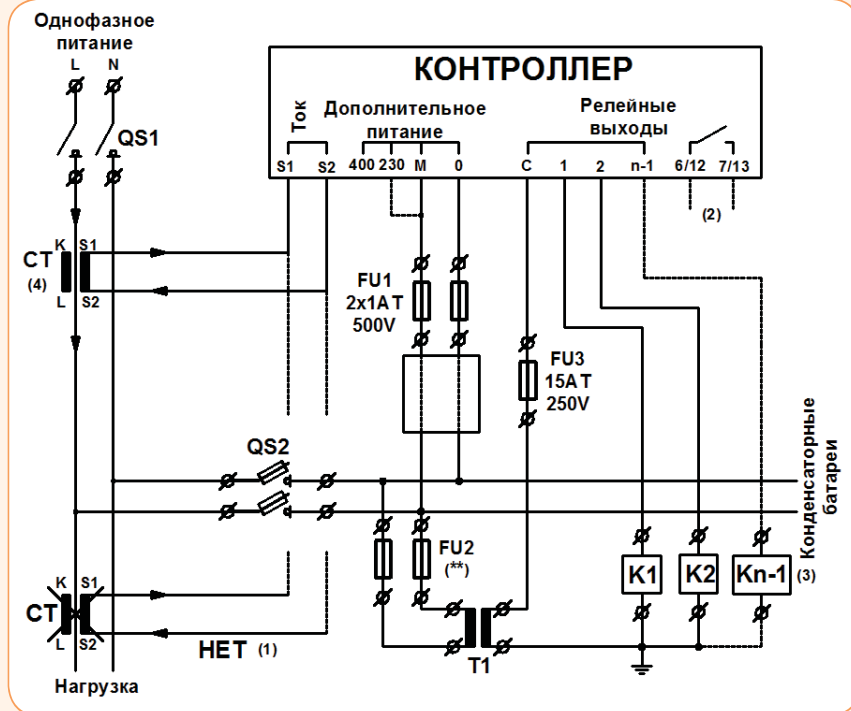 Однофазное
питание
L N
QS1
КОНТРОЛЛЕР
Ток
Дополнительное
питание
Релейные
выходы
S1 S2 400 230 M 0 C 1 2 n-1 6/12 7/13
(2)
K S1
CT
(4)
L S2
FU1
2x1A T
500V
FU3
15A T
250V
QS2
Конденсаторные
батареи
FU2
(**)
K S1
CT
L S2
НЕТ (1)
T1
K1 K2 Kn-1 (3)
Нагрузка